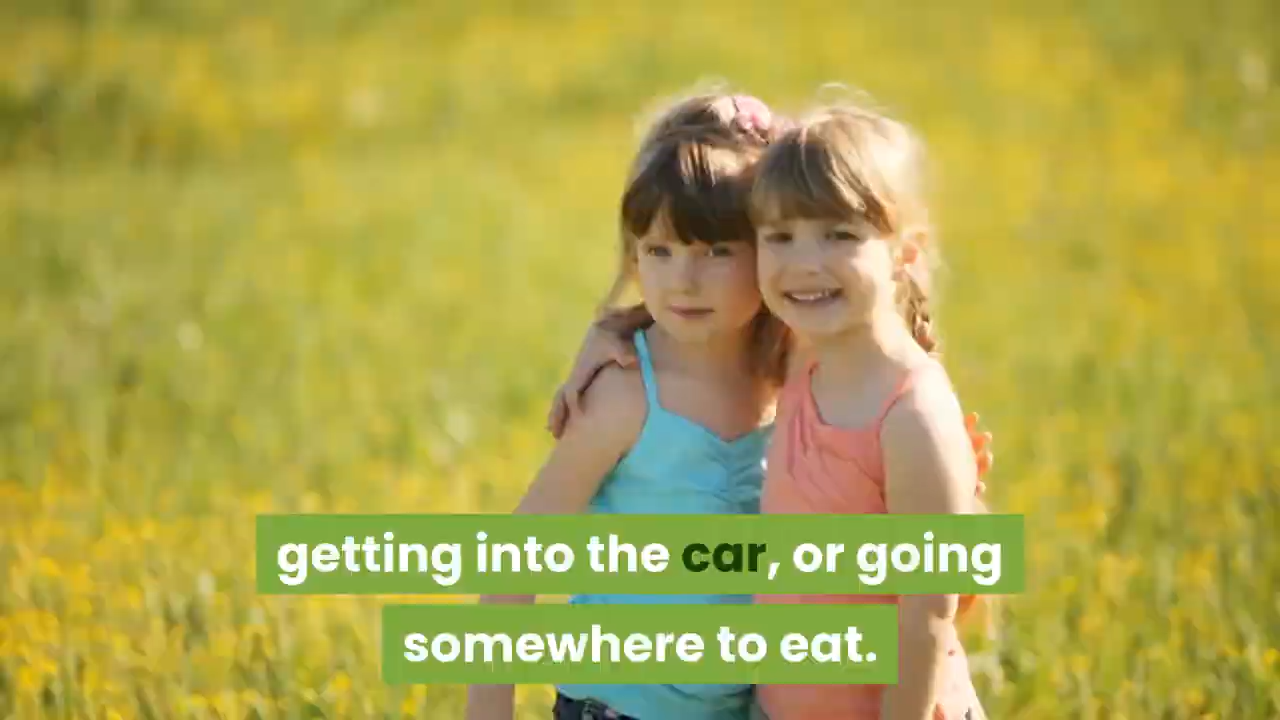 getting into the car, or going
somewhere to eat.